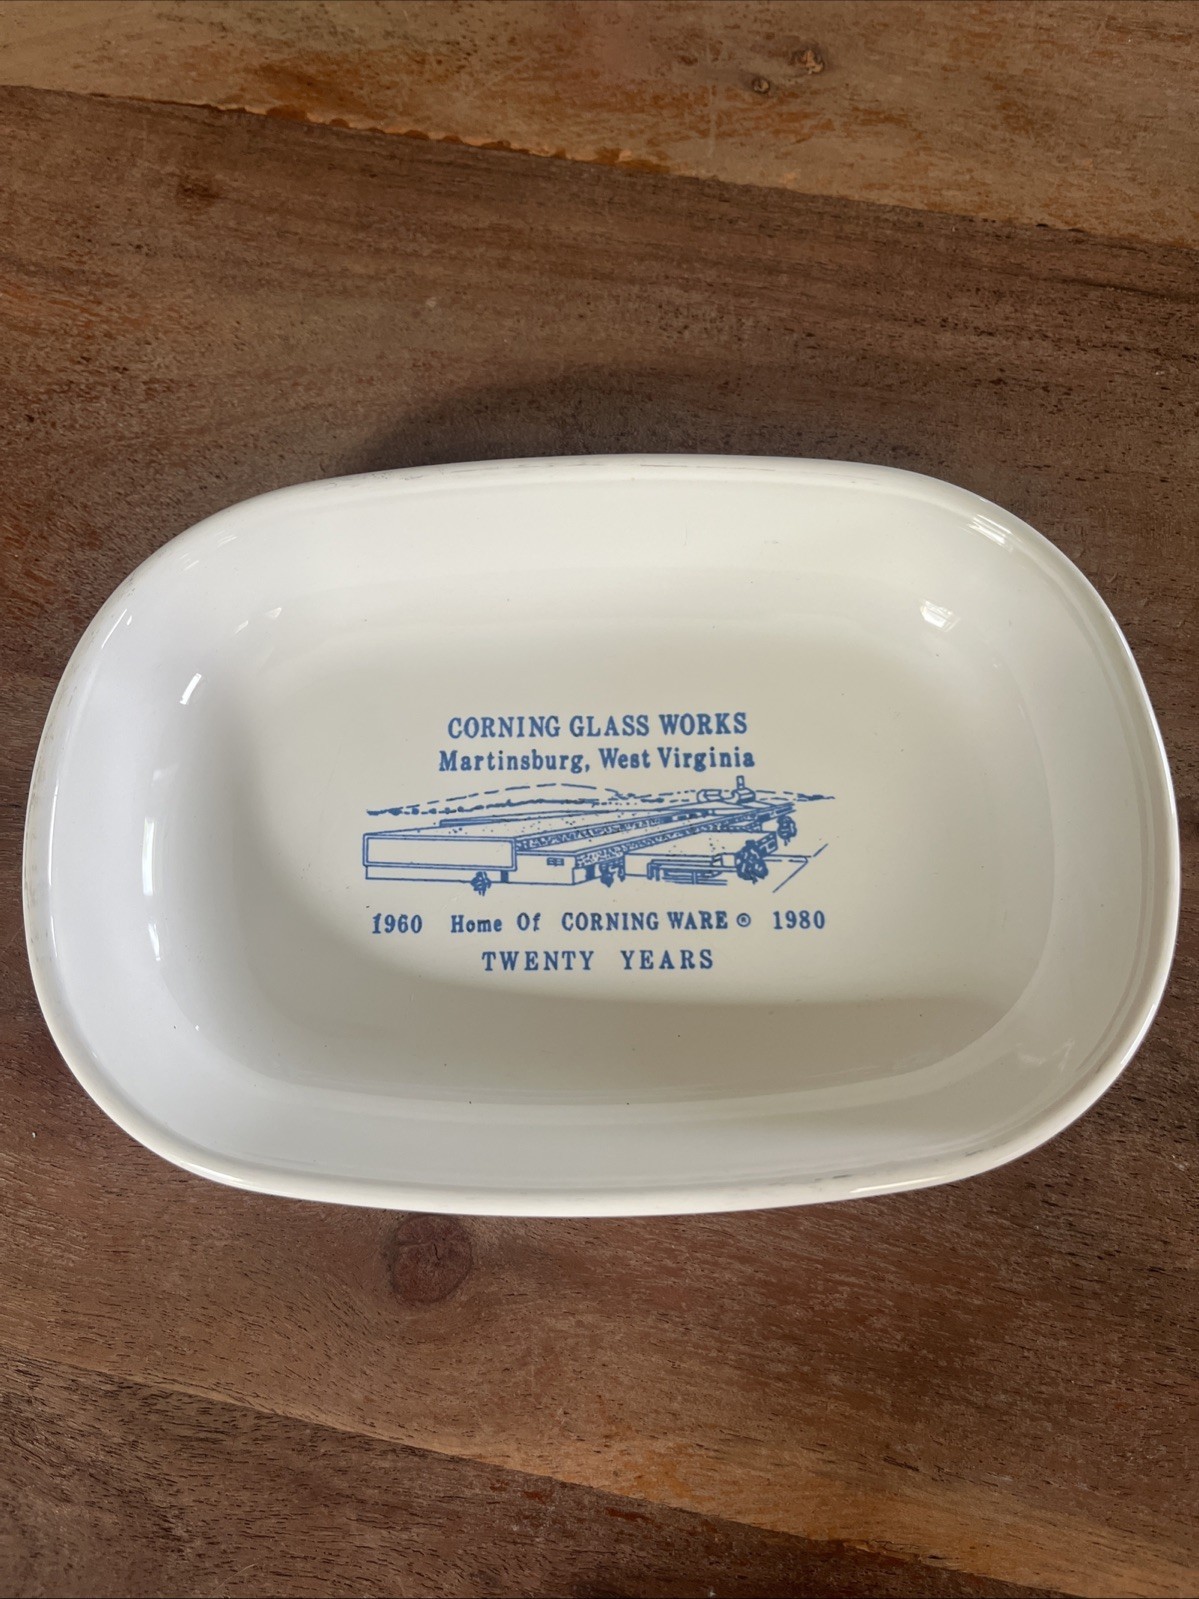 CORNING GLASS WORKS
Martinsburg, West Virginia
1960 Home Of CORNING WARE ® 1980
TWENTY YEARS